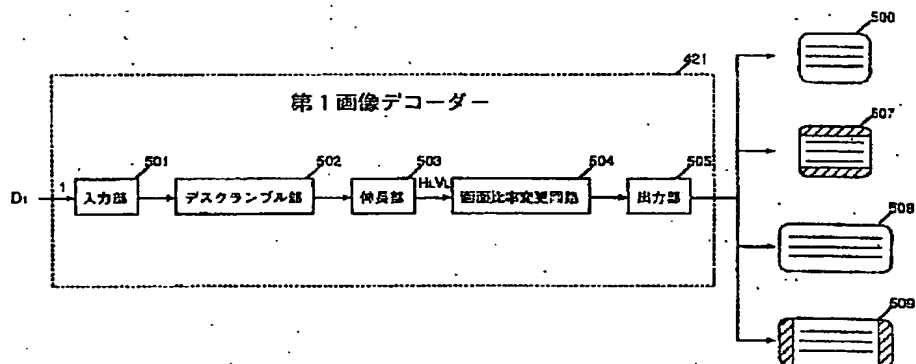 500
421
第1画像デコーダー
507
501
502
503
504
505
D1
1
入力部
デスクランブル部
伸長部
HLVL
画面比率変更回路
出力部
508
509